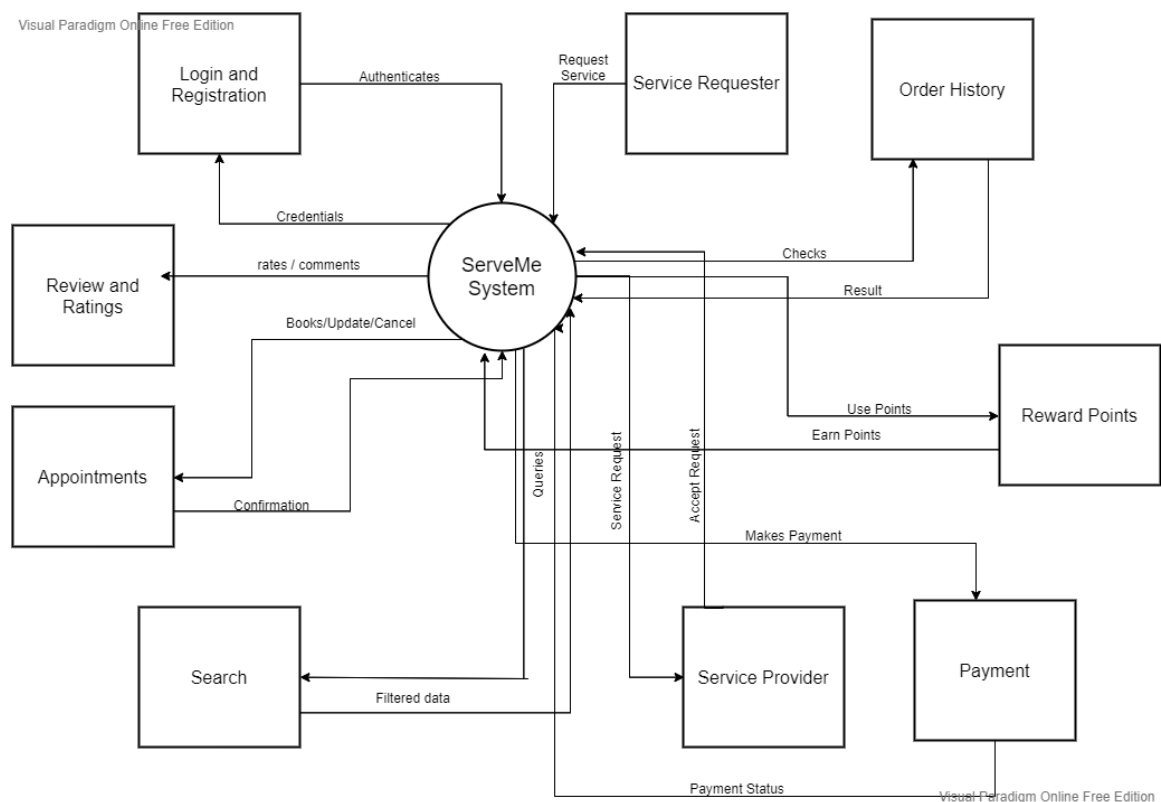 Visual Paradigm Online Free Edition
Login and
Registration
Authenticates
Request
Service
Service Requester
Order History
Credentials
Review and
Ratings
rates / comments
ServeMe
System
Checks
Result
Books/Update/Cancel
Appointments
Confirmation
Use Points
Earn Points
Reward Points
Queries
Service Request
Accept Request
Makes Payment
Search
Filtered data
Service Provider
Payment
Payment Status
Visual Paradigm Online Free Edition